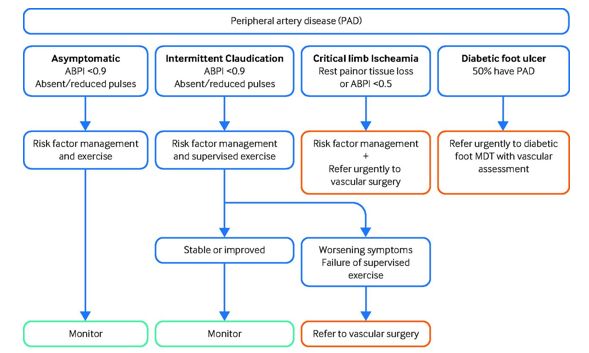 Peripheral artery disease (PAD)
Asymptomatic
ABPI <0.9
Absent/reduced pulses
Intermittent Claudication
ABPI <0.9
Absent/reduced pulses
Critical limb Ischeamia
Rest painor tissue loss
or ABPI <0.5
Diabetic foot ulcer
50% have PAD
Risk factor management
and exercise
Risk factor management
and supervised exercise
Risk factor management
+
Refer urgently to
vascular surgery
Refer urgently to diabetic
foot MDT with vascular
assessment
Stable or improved
Worsening symptoms
Failure of supervised
exercise
Monitor
Monitor
Refer to vascular surgery